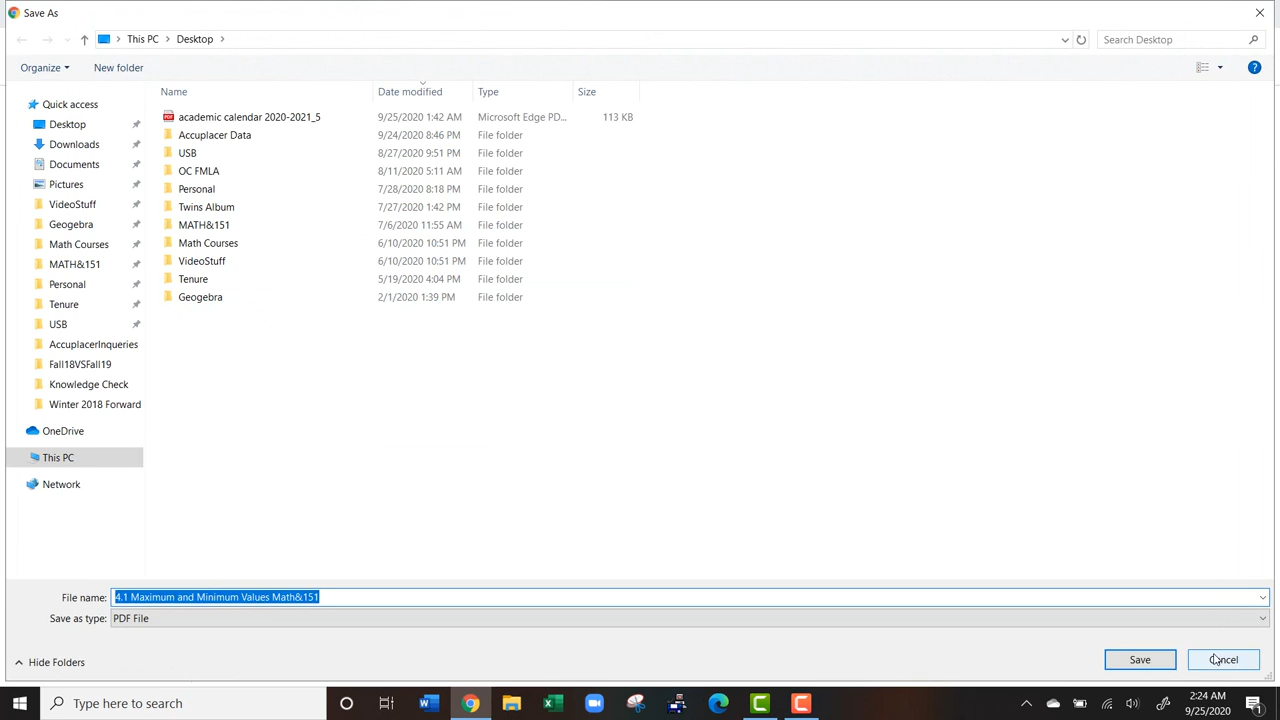 Save As
This PC
Desktop
Search Desktop
Organize
New folder
Name
Date modified
Type
Size
Quick access
Desktop
Downloads
Documents
Pictures
VideoStuff
Geogebra
Math Courses
MATH&151
Personal
Tenure
USB
AccuplacerInqueries
Fall18VSFall19
Knowledge Check
Winter 2018 Forward
OneDrive
This PC
Network
academic calendar 2020-2021_5 9/25/2020 1:42 AM Microsoft Edge PD... 113 KB
Accuplacer Data 9/24/2020 8:46 PM File folder
USB 8/27/2020 9:51 PM File folder
OC FMLA 8/11/2020 5:11 AM File folder
Personal 7/28/2020 8:18 PM File folder
Twins Album 7/27/2020 1:42 PM File folder
MATH&151 7/6/2020 11:55 AM File folder
Math Courses 6/10/2020 10:51 PM File folder
VideoStuff 6/10/2020 10:51 PM File folder
Tenure 5/19/2020 4:04 PM File folder
Geogebra 2/1/2020 1:39 PM File folder
File name: 4.1 Maximum and Minimum Values Math&151
Save as type: PDF File
Hide Folders
Save
Cancel
Type here to search
2:24 AM
9/25/2020